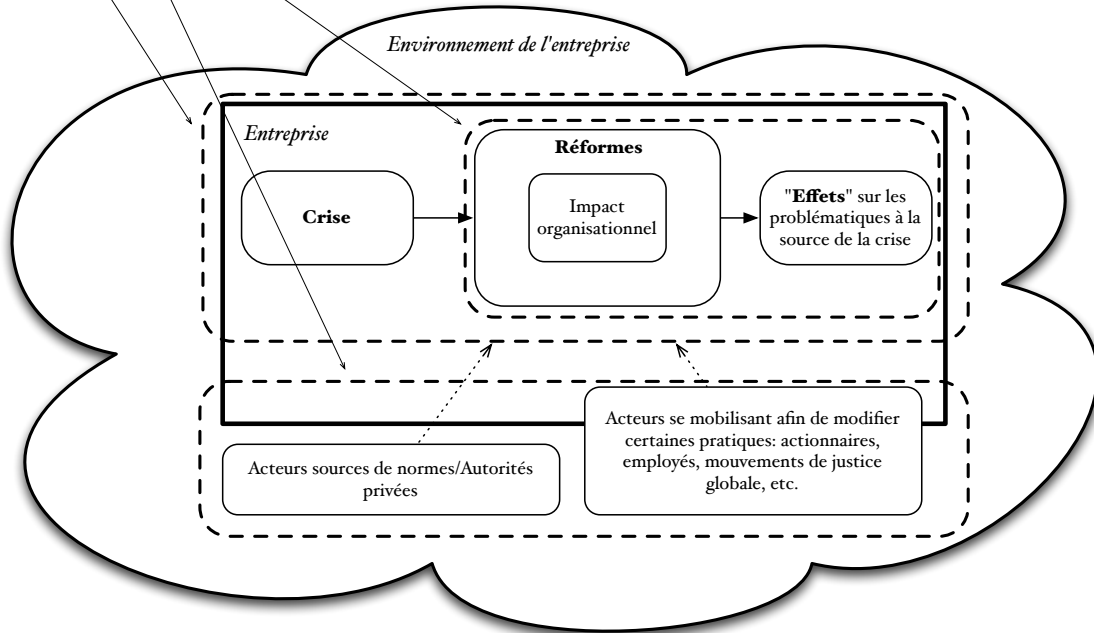 Environnement de l'entreprise
Entreprise
Crise
Réformes
Impact
organisationnel
"Effets" sur les
problématiques à la
source de la crise
Acteurs sources de normes/Autorités
privées
Acteurs se mobilisant afin de modifier
certaines pratiques: actionnaires,
employés, mouvements de justice
globale, etc.